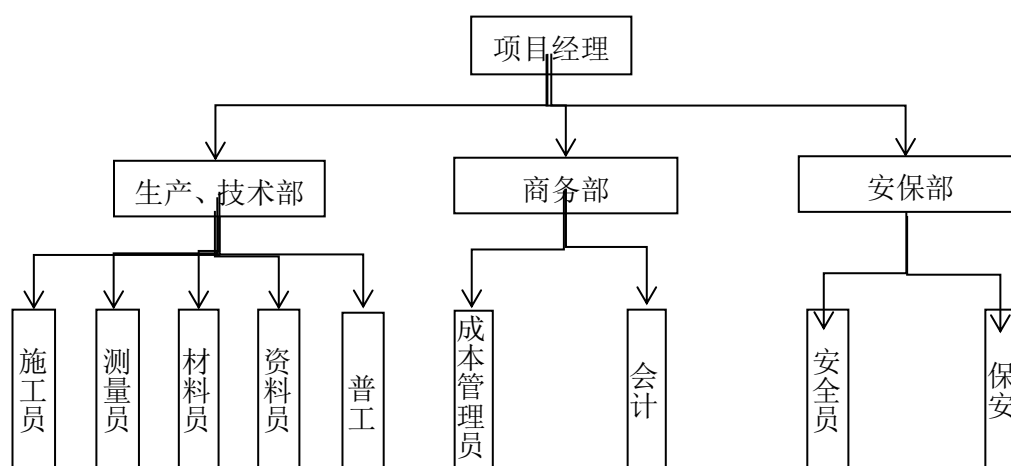 项目经理
生产、技术部
商务部
安保部
施工员
测量员
材料员
资料员
普工
成本管理员
会计
安全员
保安